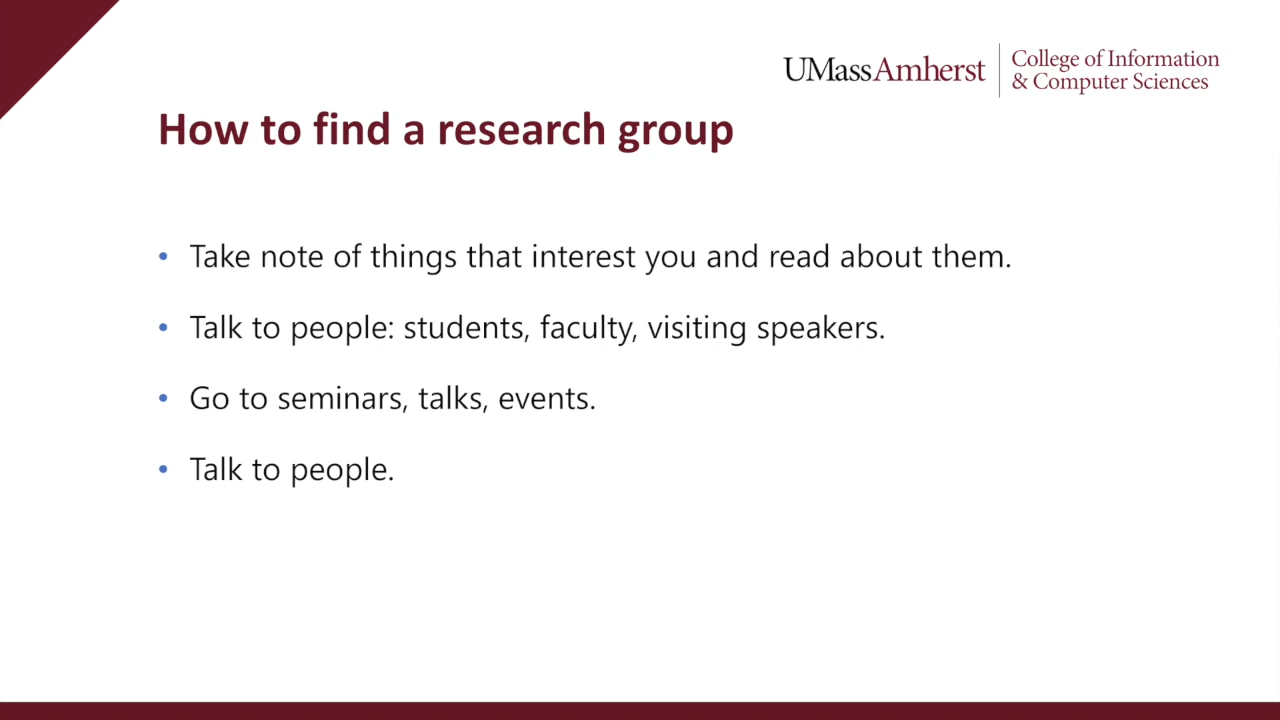 UMassAmherst
College of Information
& Computer Sciences
How to find a research group
• Take note of things that interest you and read about them.
• Talk to people: students, faculty, visiting speakers.
• Go to seminars, talks, events.
• Talk to people.